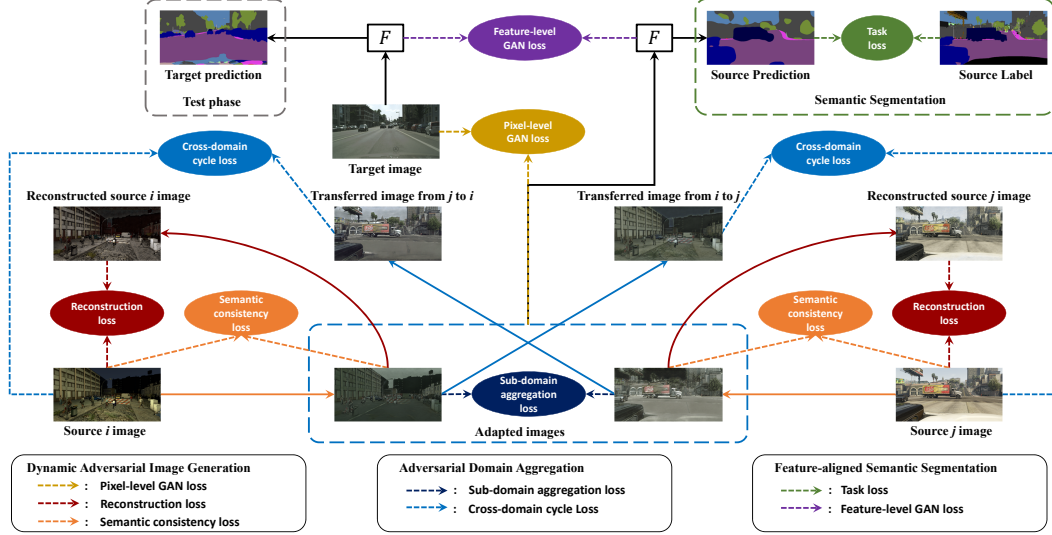 F
Feature-level
GAN loss
F
Task
loss
Target prediction
Test phase
Source Prediction
Source Label
Semantic Segmentation
Pixel-level
GAN loss
Target image
Cross-domain
cycle loss
Cross-domain
cycle loss
Reconstructed source i image
Transferred image from j to i
Transferred image from i to j
Reconstructed source j image
Reconstruction
loss
Semantic
consistency
loss
Semantic
consistency
loss
Reconstruction
loss
Sub-domain
aggregation
loss
Source i image
Adapted images
Source j image
Dynamic Adversarial Image Generation
: Pixel-level GAN loss
: Reconstruction loss
: Semantic consistency loss
Adversarial Domain Aggregation
: Sub-domain aggregation loss
: Cross-domain cycle Loss
Feature-aligned Semantic Segmentation
: Task loss
: Feature-level GAN loss